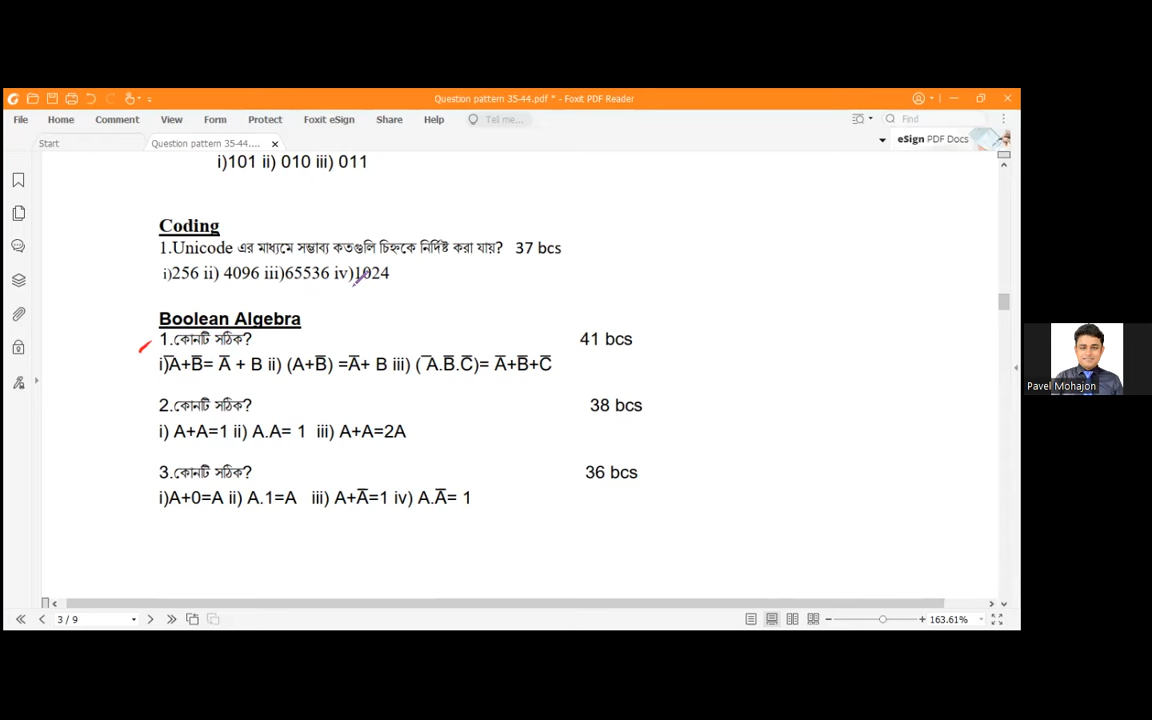 Question pattern 35-44.pdf * - Foxit PDF Reader
File Home Comment View Form Protect Foxit eSign Share Help Tell me... Find
Start Question pattern 35-44.... eSign PDF Docs
i)101 ii) 010 iii) 011
Coding
1.Unicode এর মাধ্যমে সম্ভাব্য কতগুলি চিহ্নকে নির্দিষ্ট করা যায়? 37 bcs
i)256 ii) 4096 iii)65536 iv)1024
Boolean Algebra
1.কোনটি সঠিক? 41 bcs
i)A̅+B̅= A̅ + B ii) (A+B̅) =A̅+ B iii) ( ̅A.B̅.C̅)= A̅+B̅+C̅
2.কোনটি সঠিক? 38 bcs
i) A+A=1 ii) A.A= 1 iii) A+A=2A
3.কোনটি সঠিক? 36 bcs
i)A+0=A ii) A.1=A iii) A+A̅=1 iv) A.A̅= 1
Pavel Mohajon
3 / 9 163.61%